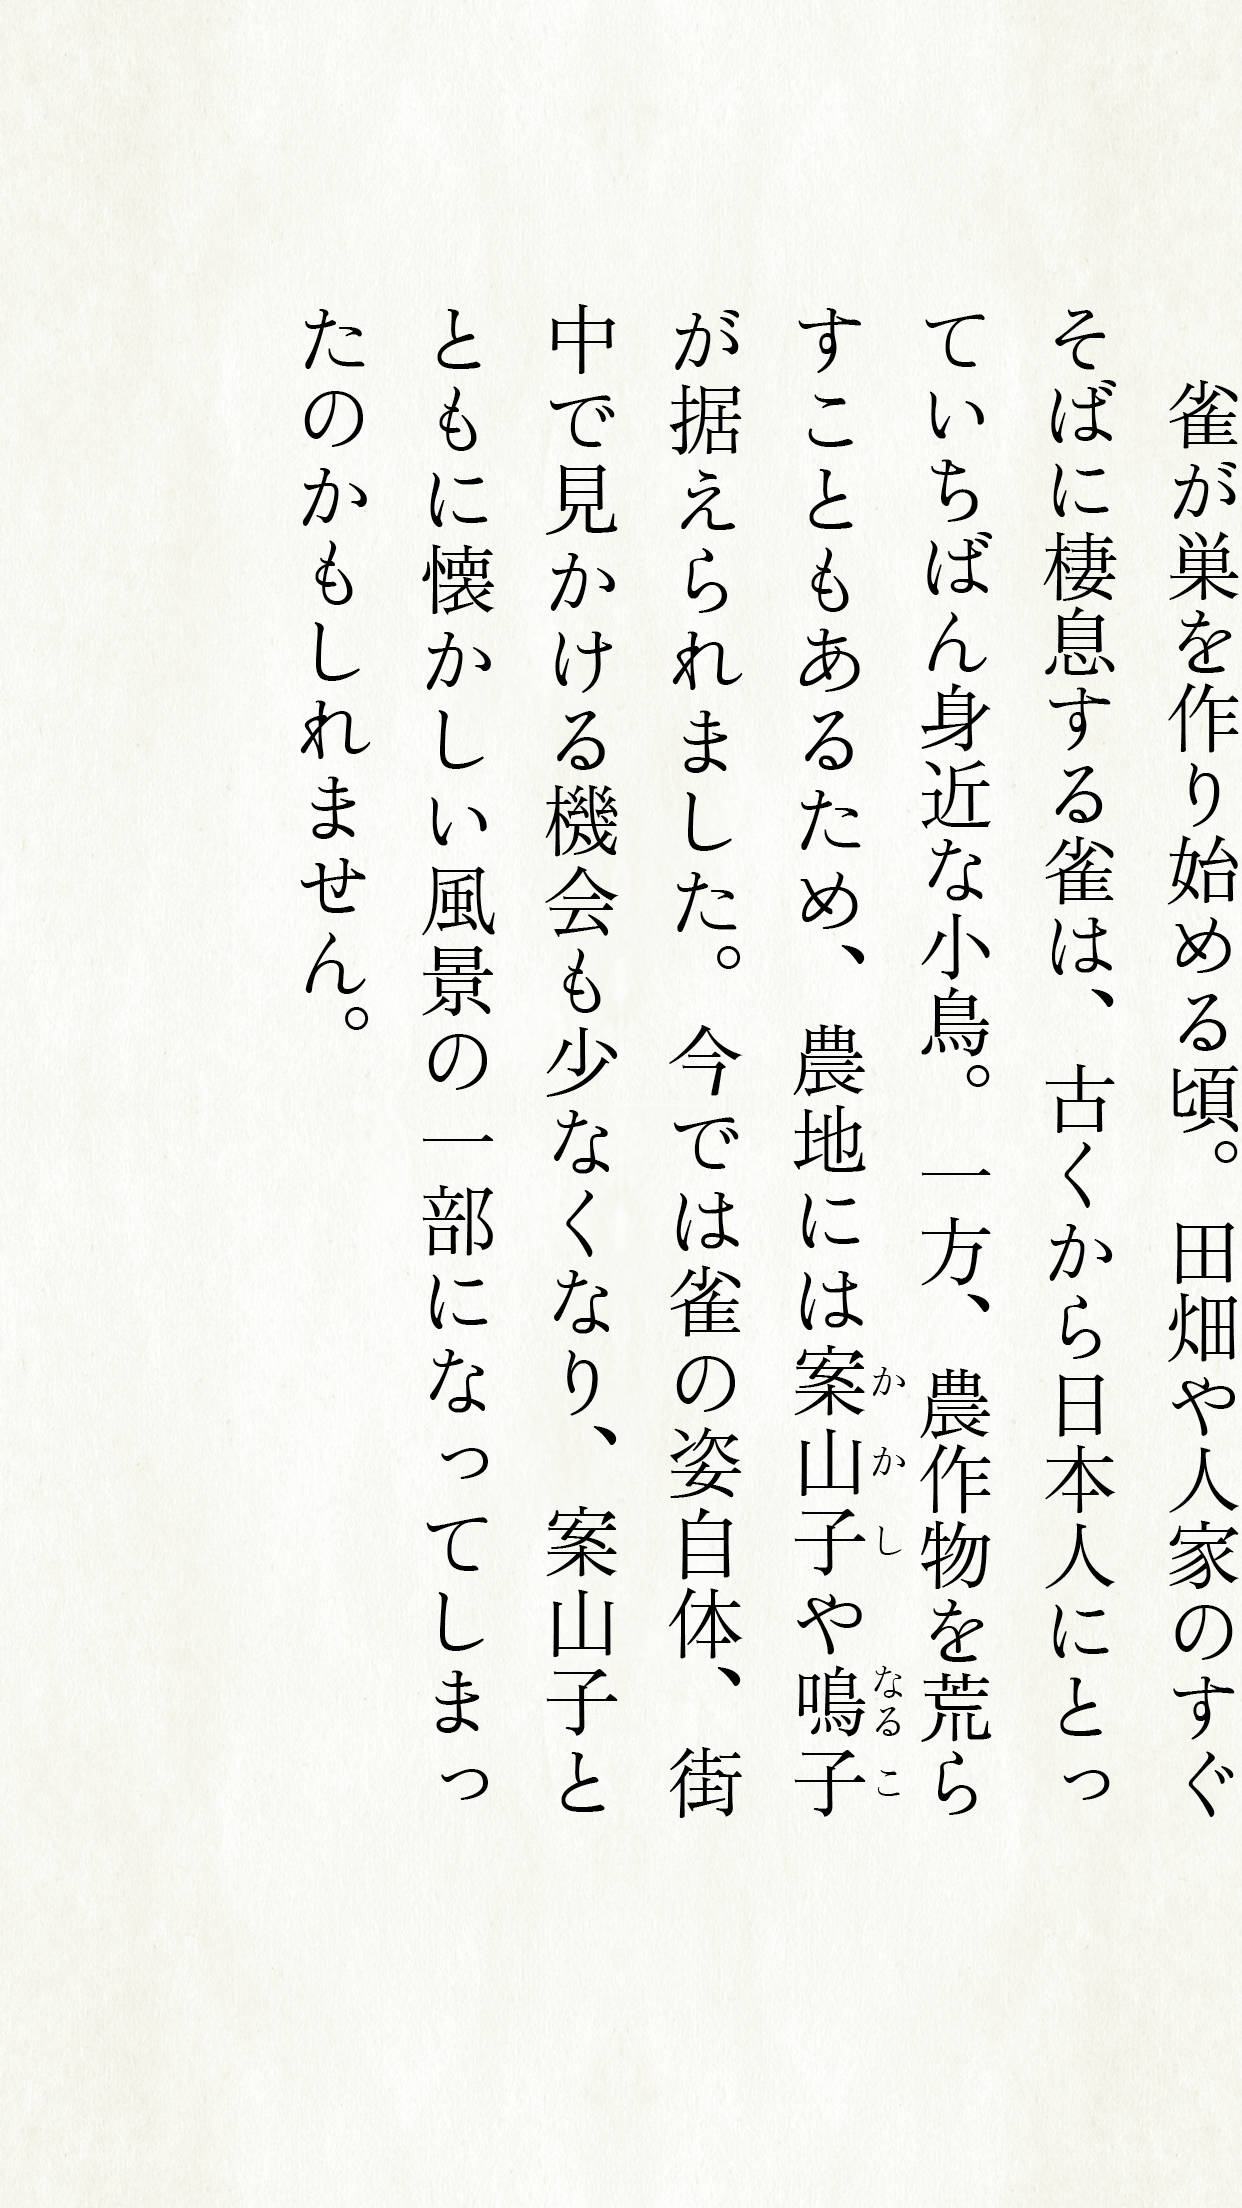 雀が巣を作り始める頃。田畑や人家のすぐ
そばに棲息する雀は、古くから日本人にとっ
ていちばん身近な小鳥。一方、農作物を荒ら
すこともあるため、農地には案山子や鳴子
かかし
なるこ
が据えられました。今では雀の姿自体、街
中で見かける機会も少なくなり、案山子と
ともに懐かしい風景の一部になってしまっ
たのかもしれません。